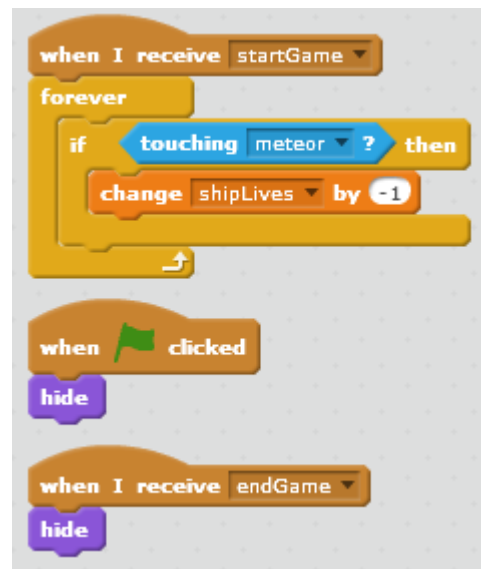 when I receive startGame
forever
if touching meteor ? then
change shipLives by -1
when clicked
hide
when I receive endGame
hide